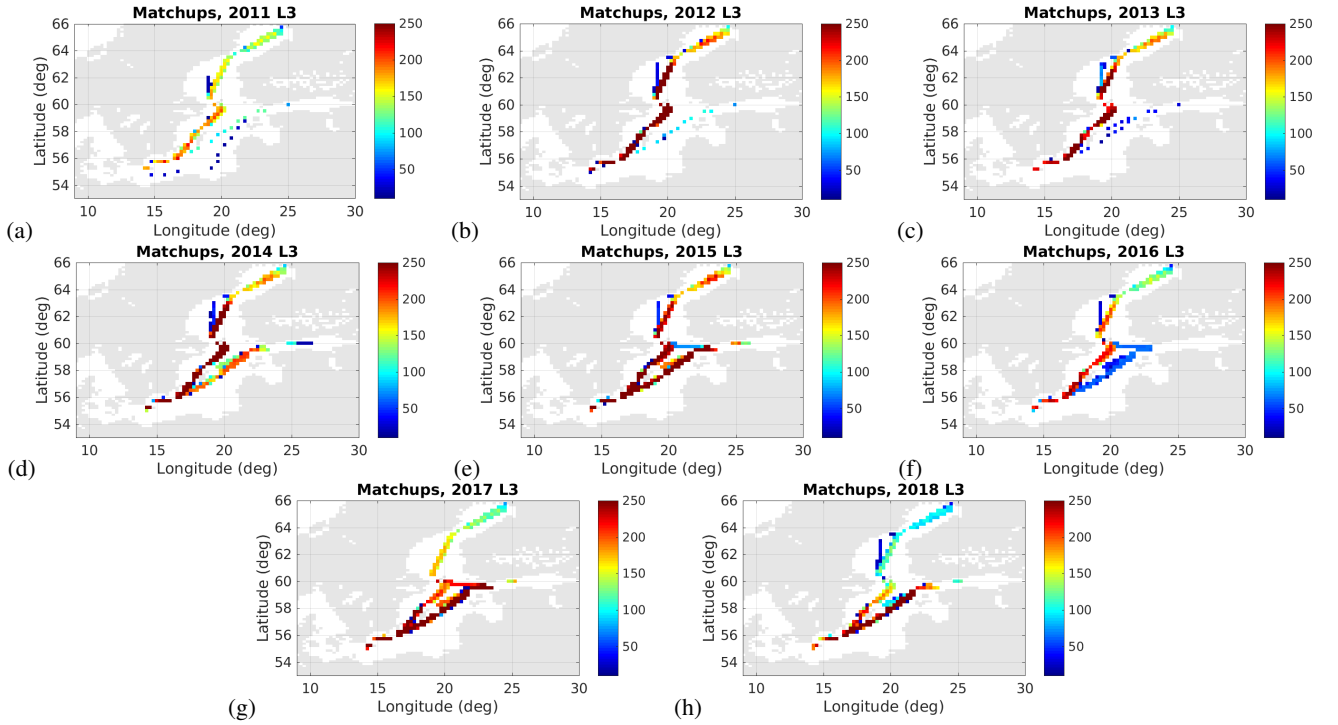 Matchups, 2011 L3
Matchups, 2012 L3
Matchups, 2013 L3
66
64
62
60
58
56
54
Latitude (deg)
10 15 20 25 30
Longitude (deg)
250
200
150
100
50
(a)
66
64
62
60
58
56
54
Latitude (deg)
10 15 20 25 30
Longitude (deg)
250
200
150
100
50
(b)
66
64
62
60
58
56
54
Latitude (deg)
10 15 20 25 30
Longitude (deg)
250
200
150
100
50
(c)
Matchups, 2014 L3
Matchups, 2015 L3
Matchups, 2016 L3
66
64
62
60
58
56
54
Latitude (deg)
10 15 20 25 30
Longitude (deg)
250
200
150
100
50
(d)
66
64
62
60
58
56
54
Latitude (deg)
10 15 20 25 30
Longitude (deg)
250
200
150
100
50
(e)
66
64
62
60
58
56
54
Latitude (deg)
10 15 20 25 30
Longitude (deg)
250
200
150
100
50
(f)
Matchups, 2017 L3
Matchups, 2018 L3
66
64
62
60
58
56
54
Latitude (deg)
10 15 20 25 30
Longitude (deg)
250
200
150
100
50
(g)
66
64
62
60
58
56
54
Latitude (deg)
10 15 20 25 30
Longitude (deg)
250
200
150
100
50
(h)